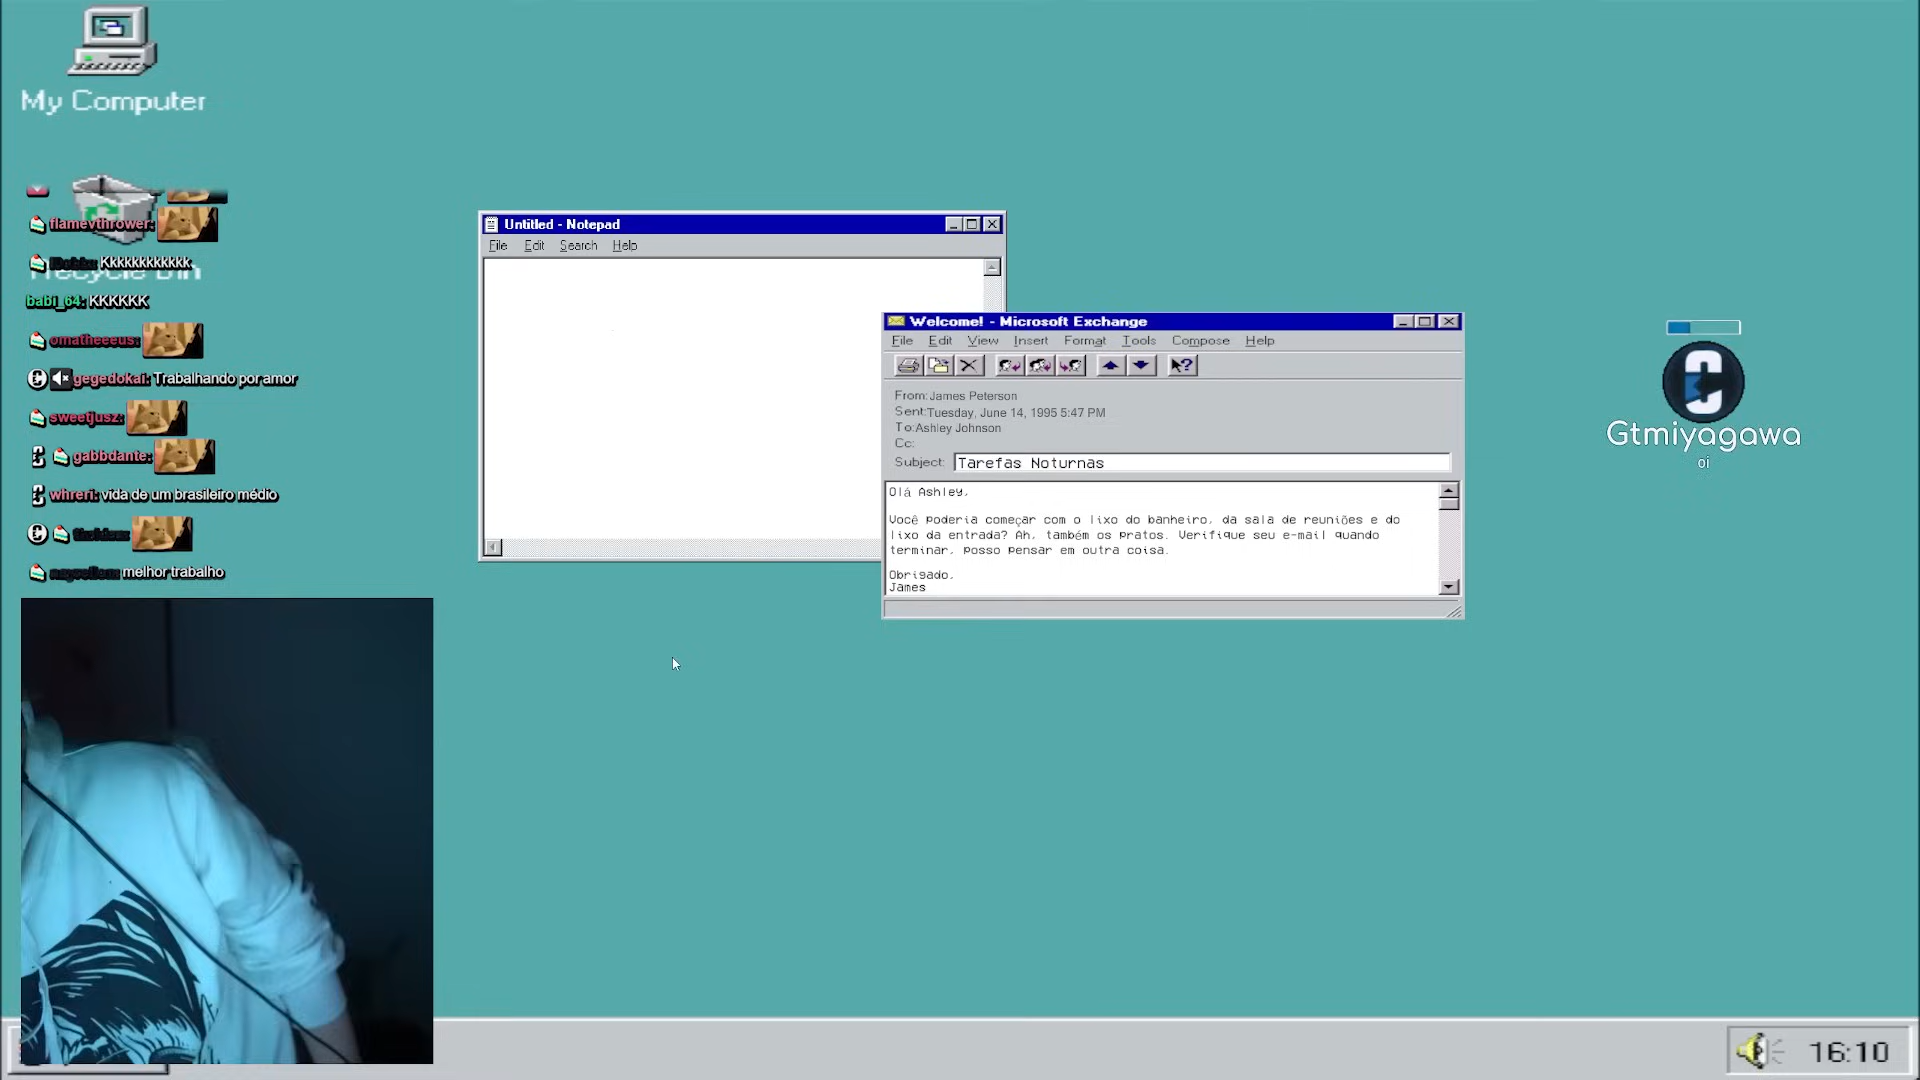 My Computer
flamevthrower:
KKKKKKKKKKKK
Recycle Bin
babi_64: KKKKKK
omatheeeus:
gegedokai: Trabalhando por amor
sweetjusz:
gabbdante:
whreri: vida de um brasileiro médio
melhor trabalho
Untitled - Notepad
File Edit Search Help
Welcome! - Microsoft Exchange
File Edit View Insert Format Tools Compose Help
From:James Peterson
Sent:Tuesday, June 14, 1995 5:47 PM
To:Ashley Johnson
Cc:
Subject: Tarefas Noturnas
Olá Ashley,
Você poderia começar com o lixo do banheiro, da sala de reuniões e do
lixo da entrada? Ah, também os pratos. Verifique seu e-mail quando
terminar, posso pensar em outra coisa.
Obrigado,
James
Gtmiyagawa
oi
16:10